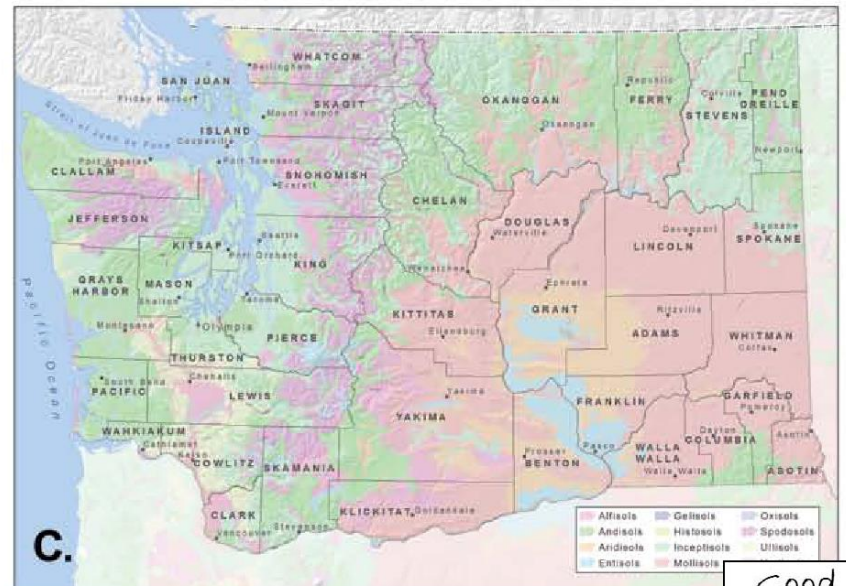 WHATCOM
Bellingham
SAN JUAN
Friday Harbor
SKAGIT
Mount Vernon
ISLAND
Coupeville
Strait of Juan de Fuca
Port Angeles
Port Townsend
CLALLAM
SNOHOMISH
Everett
JEFFERSON
KITSAP
Seattle
Port Orchard
KING
GRAYS
HARBOR
MASON
Shelton
Tacoma
Montesano
Olympia
PIERCE
THURSTON
Pacific Ocean
South Bend
PACIFIC
Chehalis
LEWIS
WAHKIAKUM
Cathlamet
Kelso
COWLITZ
SKAMANIA
CLARK
Vancouver
Stevenson
OKANOGAN
Okanogan
Republic
FERRY
Colville
STEVENS
PEND
OREILLE
Newport
CHELAN
Wenatchee
DOUGLAS
Waterville
LINCOLN
Davenport
Spokane
SPOKANE
KITTITAS
Ellensburg
Ephrata
GRANT
Ritzville
ADAMS
WHITMAN
Colfax
YAKIMA
Yakima
FRANKLIN
Pasco
Prosser
BENTON
WALLA
WALLA
Walla Walla
Dayton
COLUMBIA
GARFIELD
Pomeroy
Asotin
ASOTIN
KLICKITAT
Goldendale
C.
Alfisols
Andisols
Aridisols
Entisols
Gelisols
Histosols
Inceptisols
Mollisols
Oxisols
Spodosols
Ultisols
Good